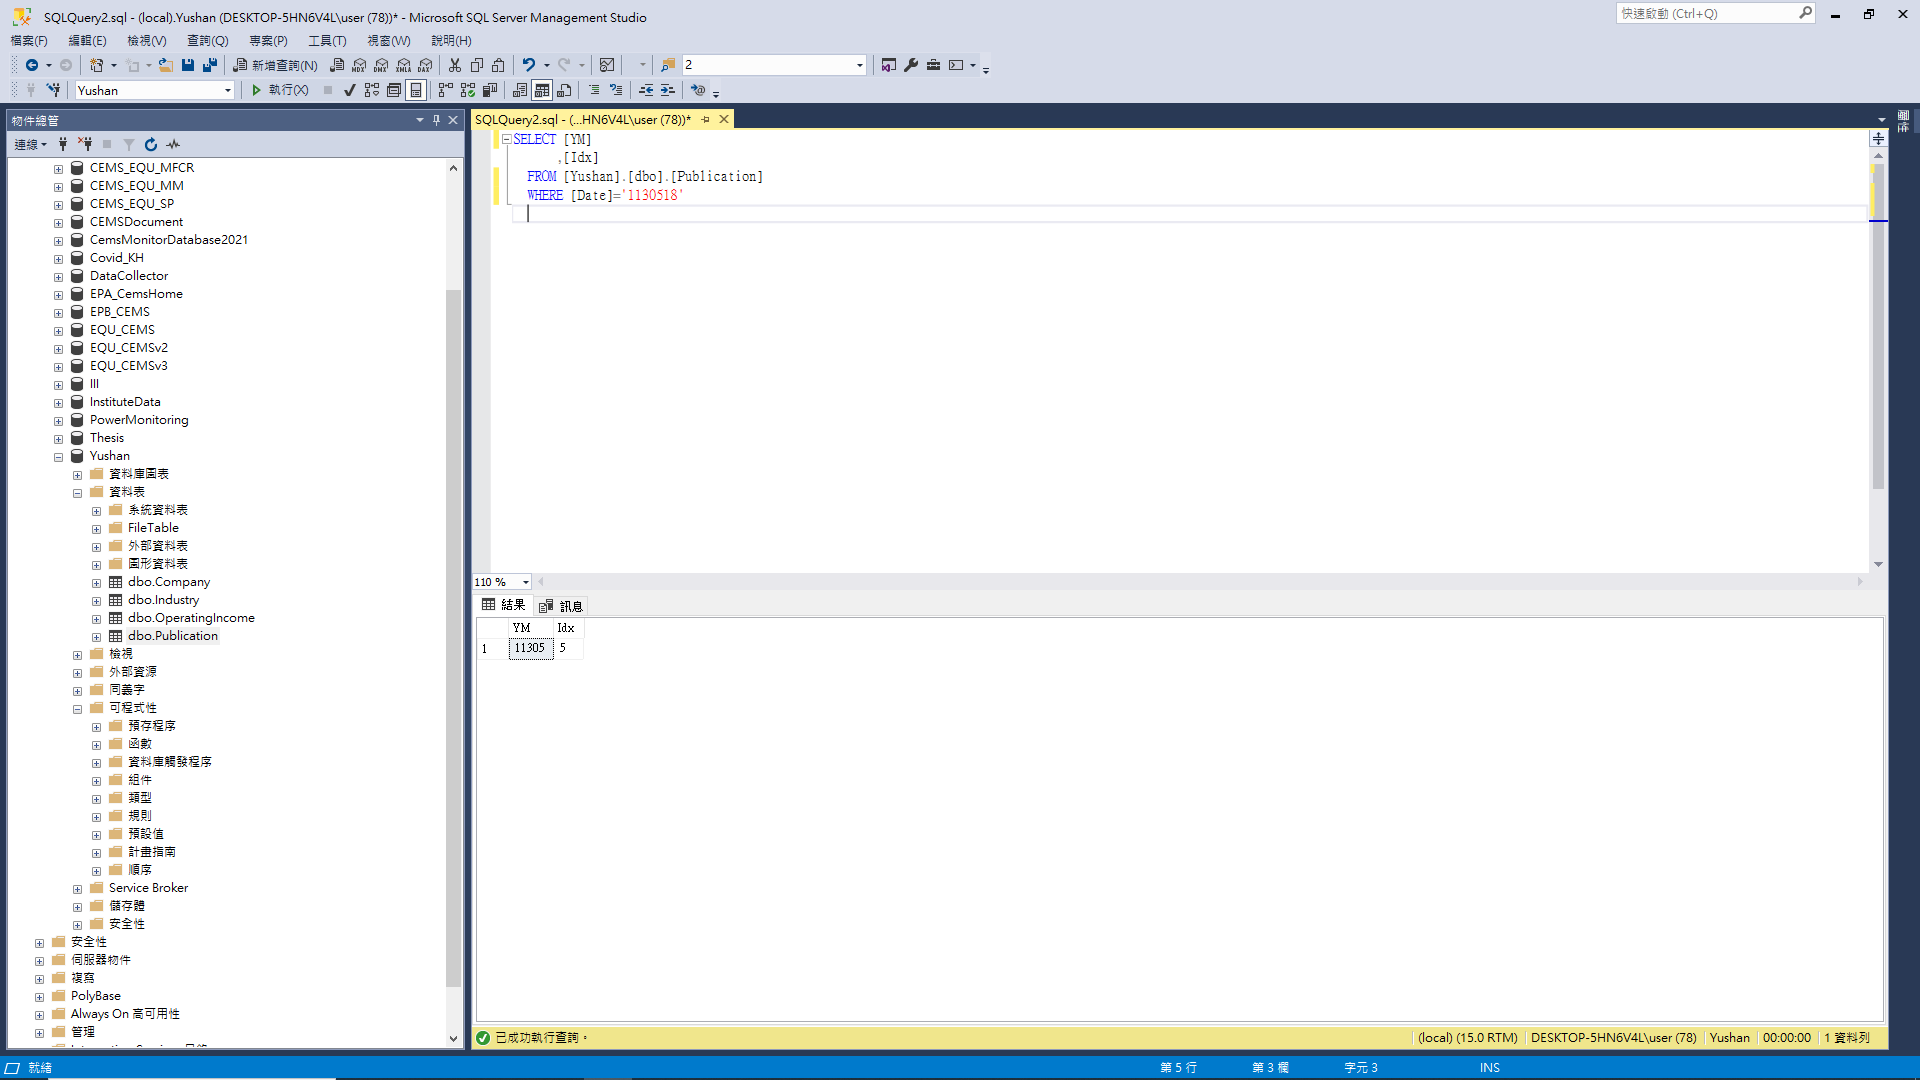 SQLQuery2.sql - (local).Yushan (DESKTOP-5HN6V4L\user (78))* - Microsoft SQL Server Management Studio
快速啟動 (Ctrl+Q)
檔案(F) 編輯(E) 檢視(V) 查詢(Q) 專案(P) 工具(T) 視窗(W) 說明(H)
新增查詢(N) MDX DMX XMLA DAX 2
Yushan 執行(X)
物件總管
連線
CEMS_EQU_MFCR
CEMS_EQU_MM
CEMS_EQU_SP
CEMSDocument
CemsMonitorDatabase2021
Covid_KH
DataCollector
EPA_CemsHome
EPB_CEMS
EQU_CEMS
EQU_CEMSv2
EQU_CEMSv3
III
InstituteData
PowerMonitoring
Thesis
Yushan
資料庫圖表
資料表
系統資料表
FileTable
外部資料表
圖形資料表
dbo.Company
dbo.Industry
dbo.OperatingIncome
dbo.Publication
檢視
外部資源
同義字
可程式性
預存程序
函數
資料庫觸發程序
組件
類型
規則
預設值
計畫指南
順序
Service Broker
儲存體
安全性
安全性
伺服器物件
複寫
PolyBase
Always On 高可用性
管理
SQLQuery2.sql - (...HN6V4L\user (78))*
SELECT [YM]
,[Idx]
FROM [Yushan].[dbo].[Publication]
WHERE [Date]='1130518'
110 %
結果 訊息
YM Idx
1 11305 5
已成功執行查詢。
(local) (15.0 RTM) DESKTOP-5HN6V4L\user (78) Yushan 00:00:00 1 資料列
就緒 第 5 行 第 3 欄 字元 3 INS